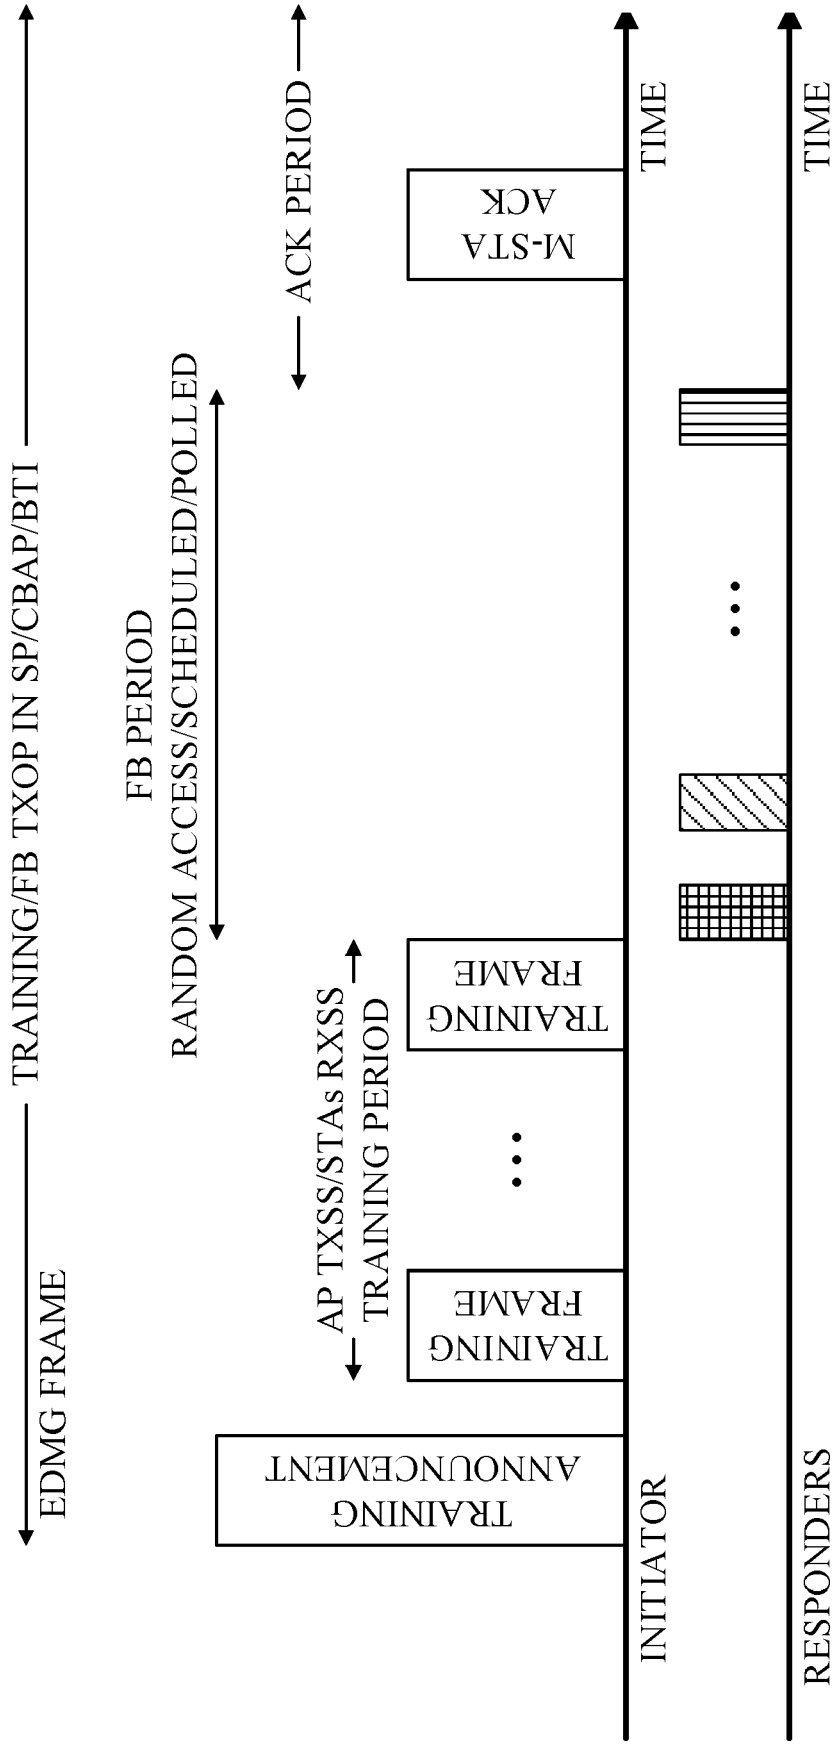 TRAINING/FB TXOP IN SP/CBAP/BTI
EDMG FRAME
FB PERIOD
RANDOM ACCESS/SCHEDULED/POLLED
AP TXSS/STAs RXSS
TRAINING PERIOD
ACK PERIOD
TRAINING
ANNOUNCEMENT
TRAINING
FRAME
...
TRAINING
FRAME
M-STA
ACK
INITIATOR
TIME
...
RESPONDERS
TIME